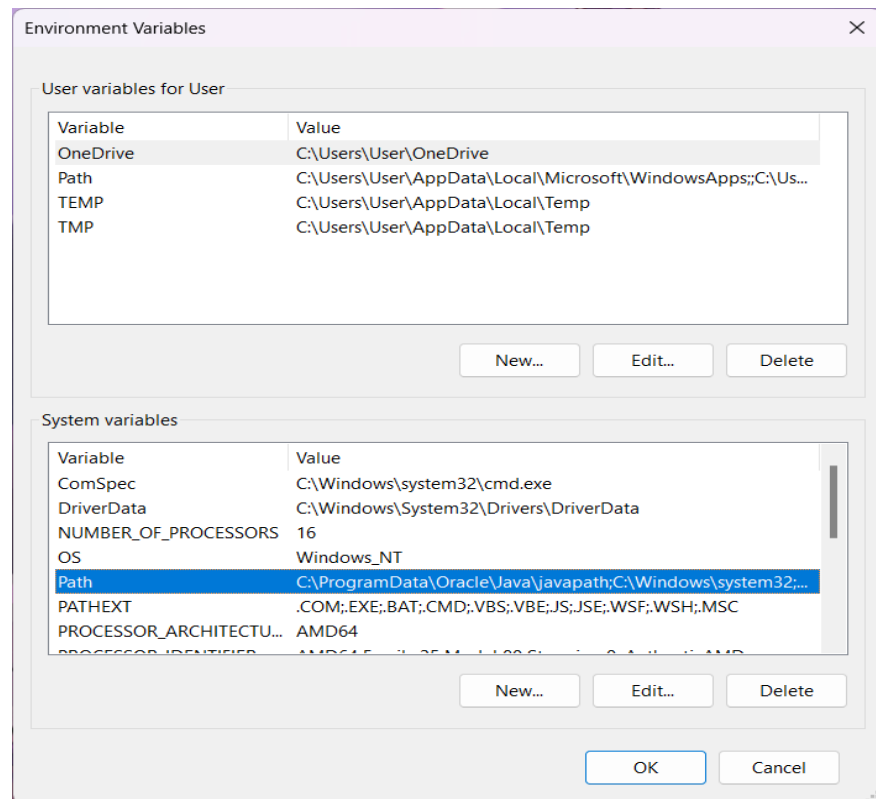 Environment Variables
User variables for User
Variable Value
OneDrive C:\Users\User\OneDrive
Path C:\Users\User\AppData\Local\Microsoft\WindowsApps;;C:\Us...
TEMP C:\Users\User\AppData\Local\Temp
TMP C:\Users\User\AppData\Local\Temp
New... Edit... Delete
System variables
Variable Value
ComSpec C:\Windows\system32\cmd.exe
DriverData C:\Windows\System32\Drivers\DriverData
NUMBER_OF_PROCESSORS 16
OS Windows_NT
Path C:\ProgramData\Oracle\Java\javapath;C:\Windows\system32;...
PATHEXT .COM;.EXE;.BAT;.CMD;.VBS;.VBE;.JS;.JSE;.WSF;.WSH;.MSC
PROCESSOR_ARCHITECTU... AMD64
New... Edit... Delete
OK Cancel